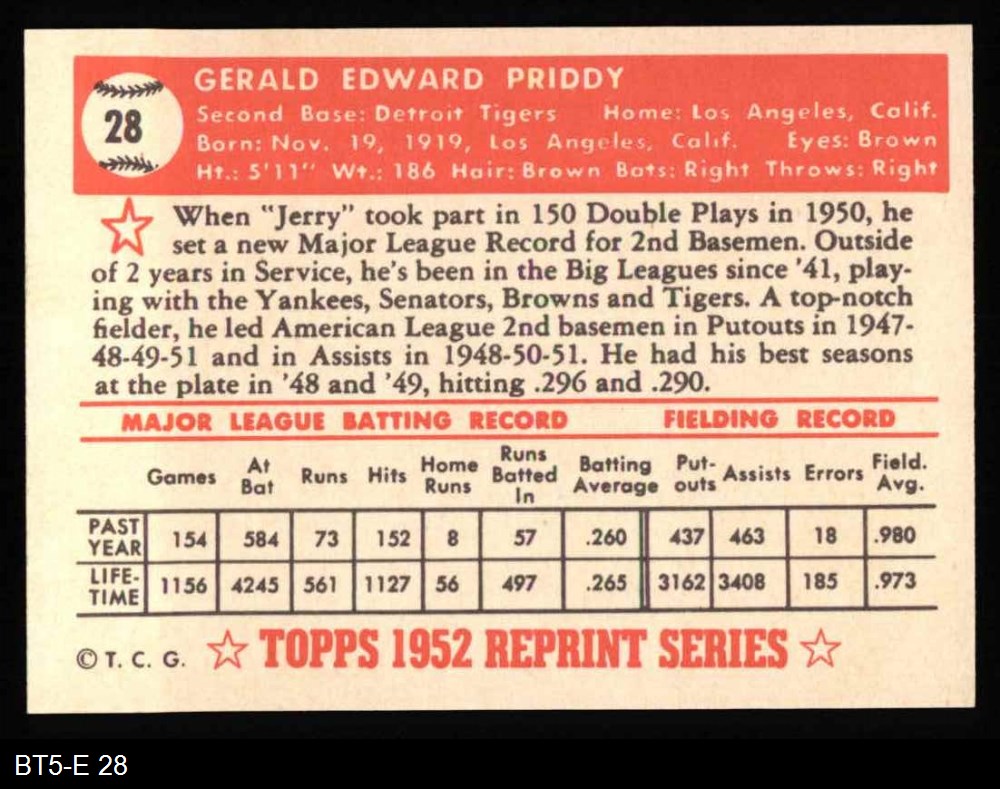 28
GERALD EDWARD PRIDDY
Second Base: Detroit Tigers Home: Los Angeles, Calif.
Born: Nov. 19, 1919, Los Angeles, Calif. Eyes: Brown
Ht.: 5'11" Wt.: 186 Hair: Brown Bats: Right Throws: Right
When "Jerry" took part in 150 Double Plays in 1950, he
set a new Major League Record for 2nd Basemen. Outside
of 2 years in Service, he's been in the Big Leagues since '41, play-
ing with the Yankees, Senators, Browns and Tigers. A top-notch
fielder, he led American League 2nd basemen in Putouts in 1947-
48-49-51 and in Assists in 1948-50-51. He had his best seasons
at the plate in '48 and '49, hitting .296 and .290.
MAJOR LEAGUE BATTING RECORD FIELDING RECORD
Games At Bat Runs Hits Home Runs Runs Batted In Batting Average Put-outs Assists Errors Field. Avg.
PAST YEAR 154 584 73 152 8 57 .260 437 463 18 .980
LIFE-TIME 1156 4245 561 1127 56 497 .265 3162 3408 185 .973
© T. C. G. TOPPS 1952 REPRINT SERIES
BT5-E 28